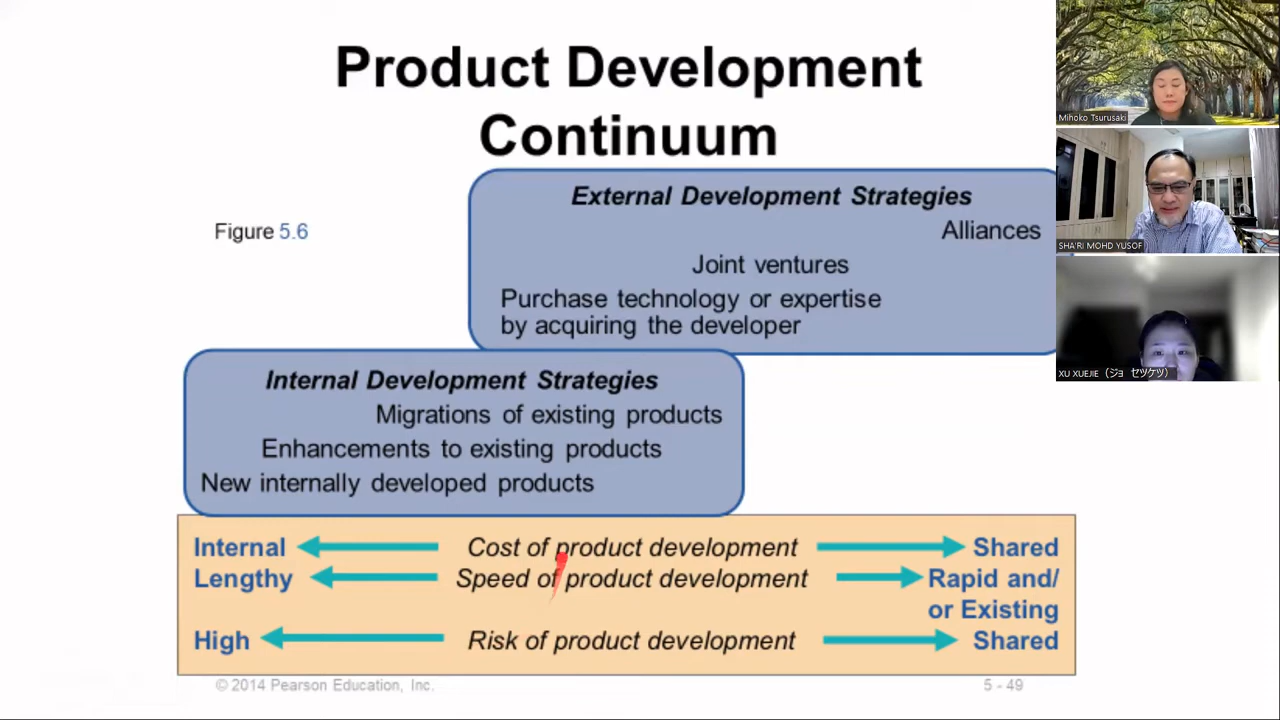 Product Development
Continuum
External Development Strategies
Figure 5.6
Alliances
Joint ventures
Purchase technology or expertise
by acquiring the developer
Internal Development Strategies
Migrations of existing products
Enhancements to existing products
New internally developed products
Internal Cost of product development Shared
Lengthy Speed of product development Rapid and/
or Existing
High Risk of product development Shared
© 2014 Pearson Education, Inc. 5 - 49
Mihoko Tsurusaki
SHA'RI MOHD YUSOF
XU XUEJIE（ジョ セツケツ）